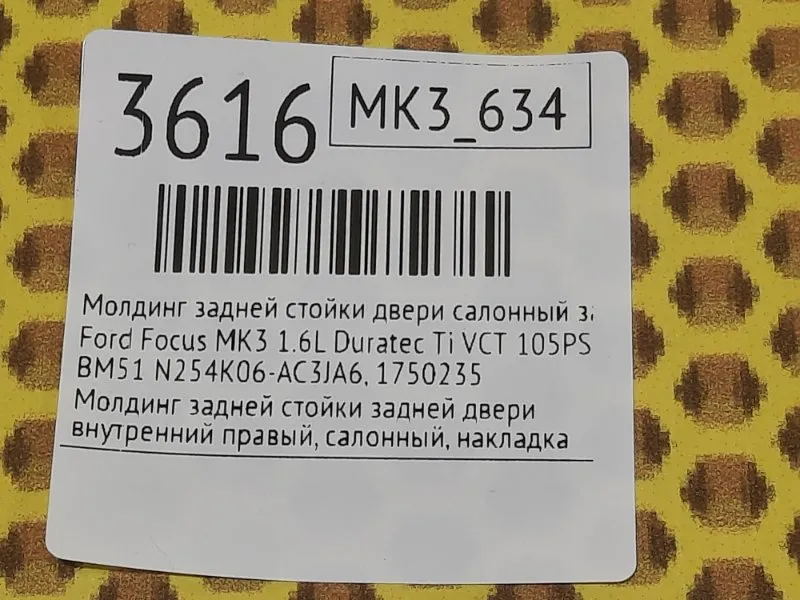 3616
MK3_634
Молдинг задней стойки двери салонный
Ford Focus MK3 1.6L Duratec Ti VCT 105PS
BM51 N254K06-AC3JA6, 1750235
Молдинг задней стойки задней двери
внутренний правый, салонный, накладка